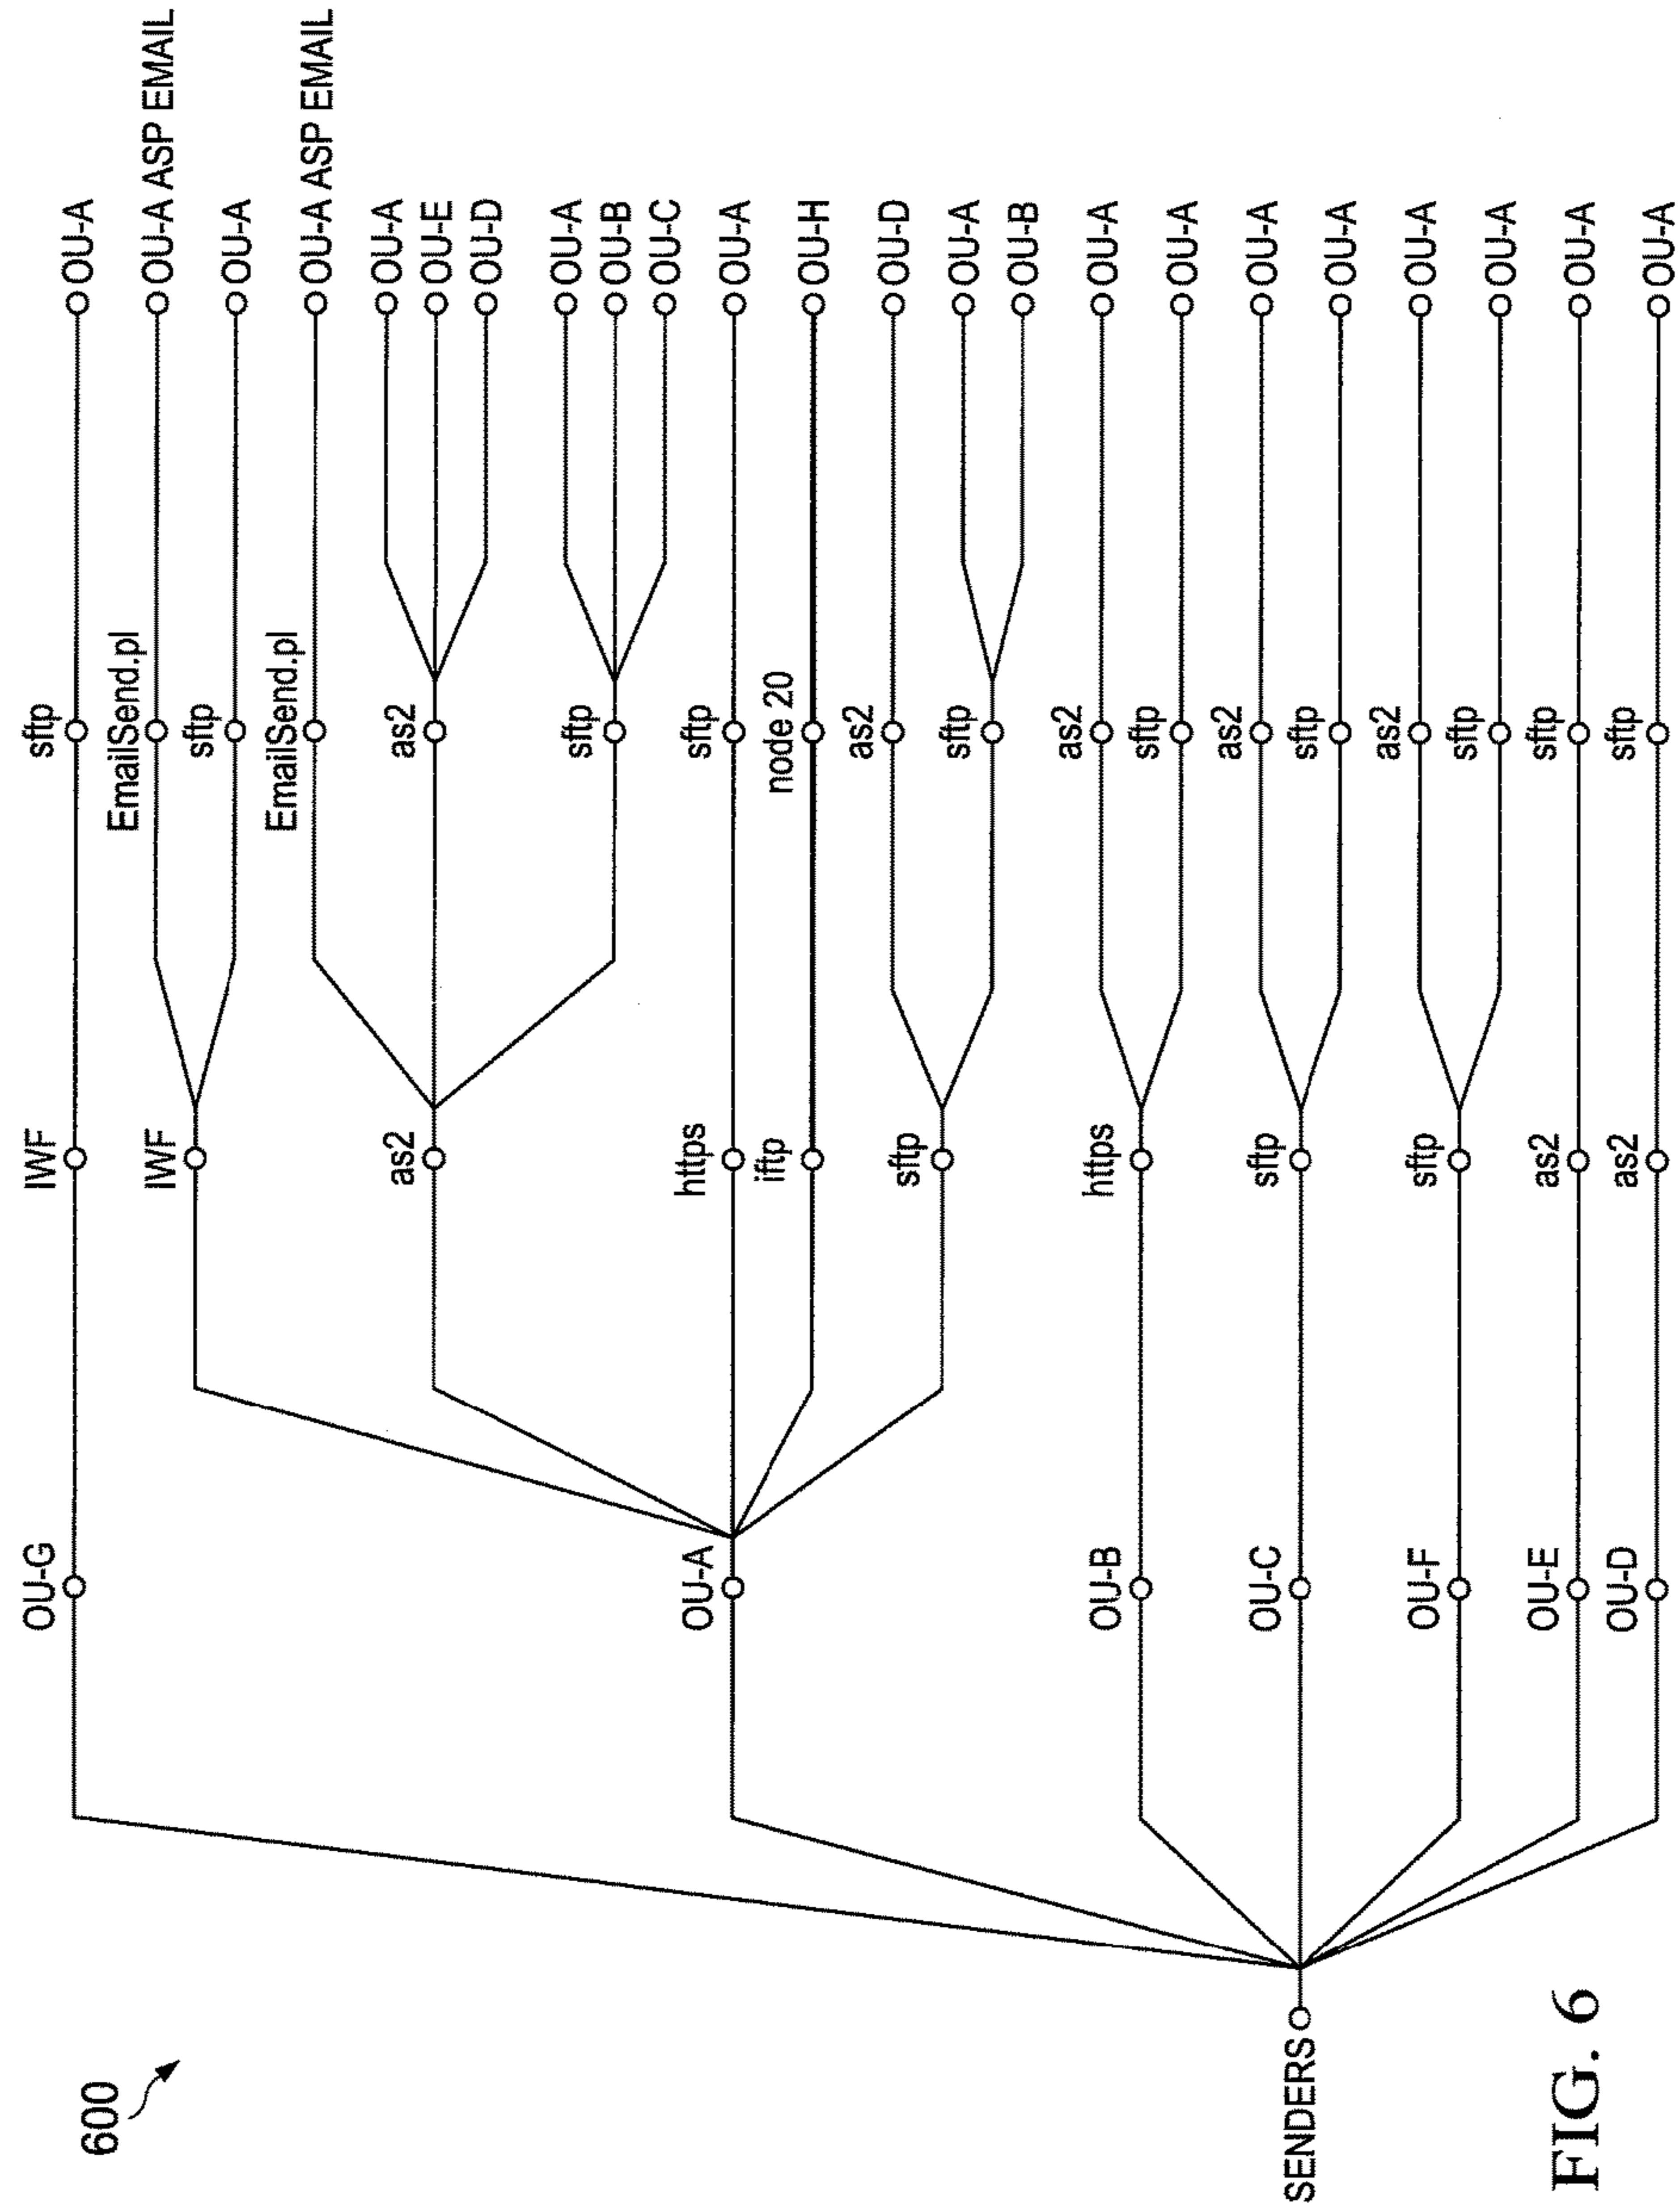 600
SENDERS
OU-G
OU-A
OU-B
OU-C
OU-F
OU-E
OU-D
IWF
IWF
as2
https
iftp
sftp
https
sftp
sftp
as2
as2
sftp
EmailSend.pl
sftp
EmailSend.pl
as2
sftp
sftp
node 20
as2
sftp
as2
sftp
as2
sftp
as2
sftp
sftp
sftp
OU-A
OU-A ASP EMAIL
OU-A
OU-A ASP EMAIL
OU-A
OU-E
OU-D
OU-A
OU-B
OU-C
OU-A
OU-H
OU-D
OU-A
OU-B
OU-A
OU-A
OU-A
OU-A
OU-A
OU-A
OU-A
OU-A
FIG. 6